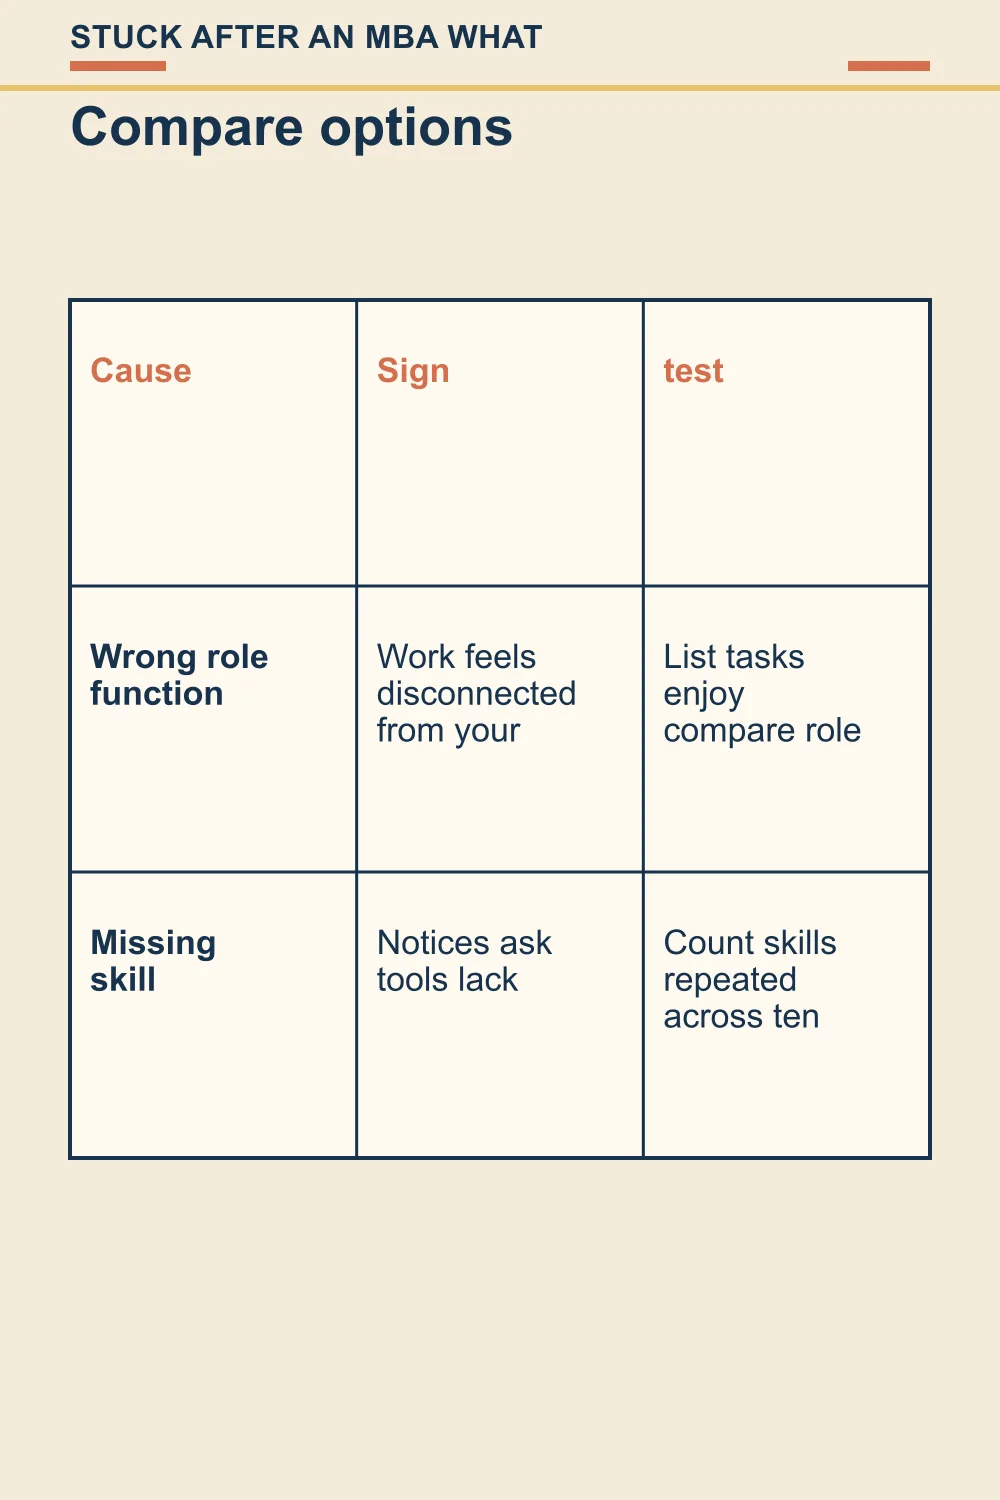 STUCK AFTER AN MBA WHAT
Compare options
Cause
Sign
test
Wrong role
function
Work feels
disconnected
from your
List tasks
enjoy
compare role
Missing
skill
Notices ask
tools lack
Count skills
repeated
across ten